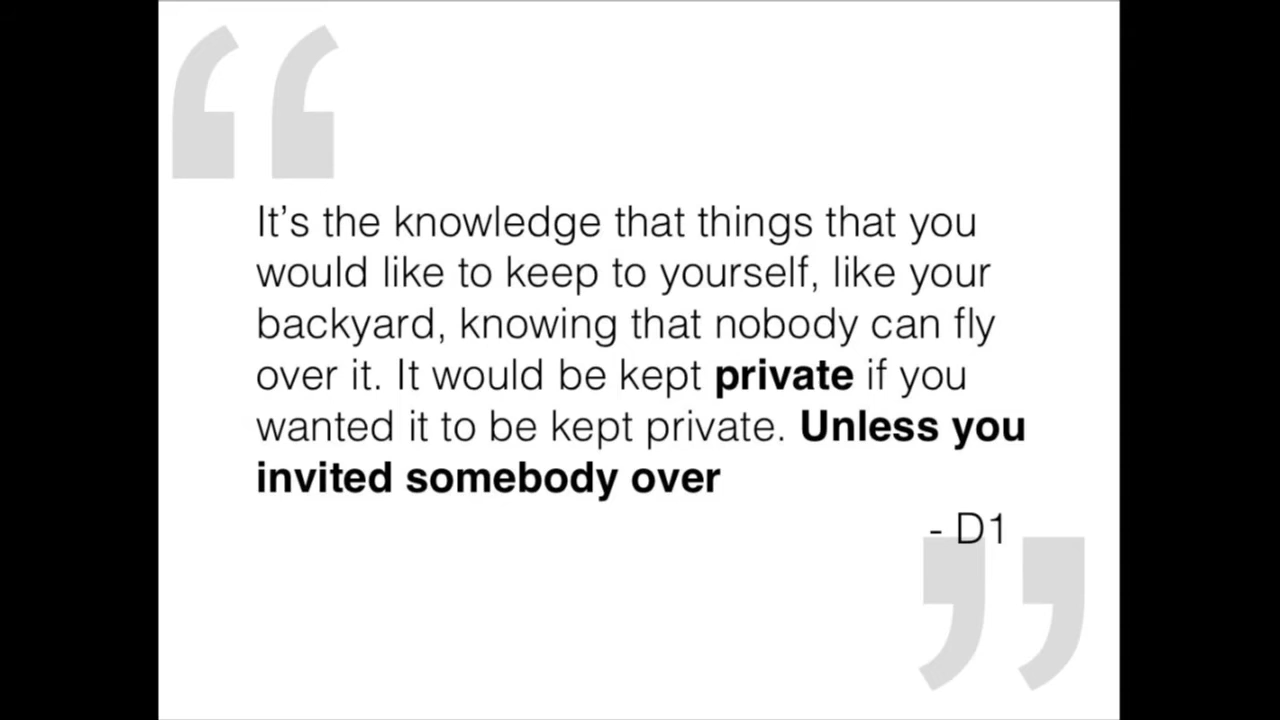 It’s the knowledge that things that you
would like to keep to yourself, like your
backyard, knowing that nobody can fly
over it. It would be kept private if you
wanted it to be kept private. Unless you
invited somebody over
- D1